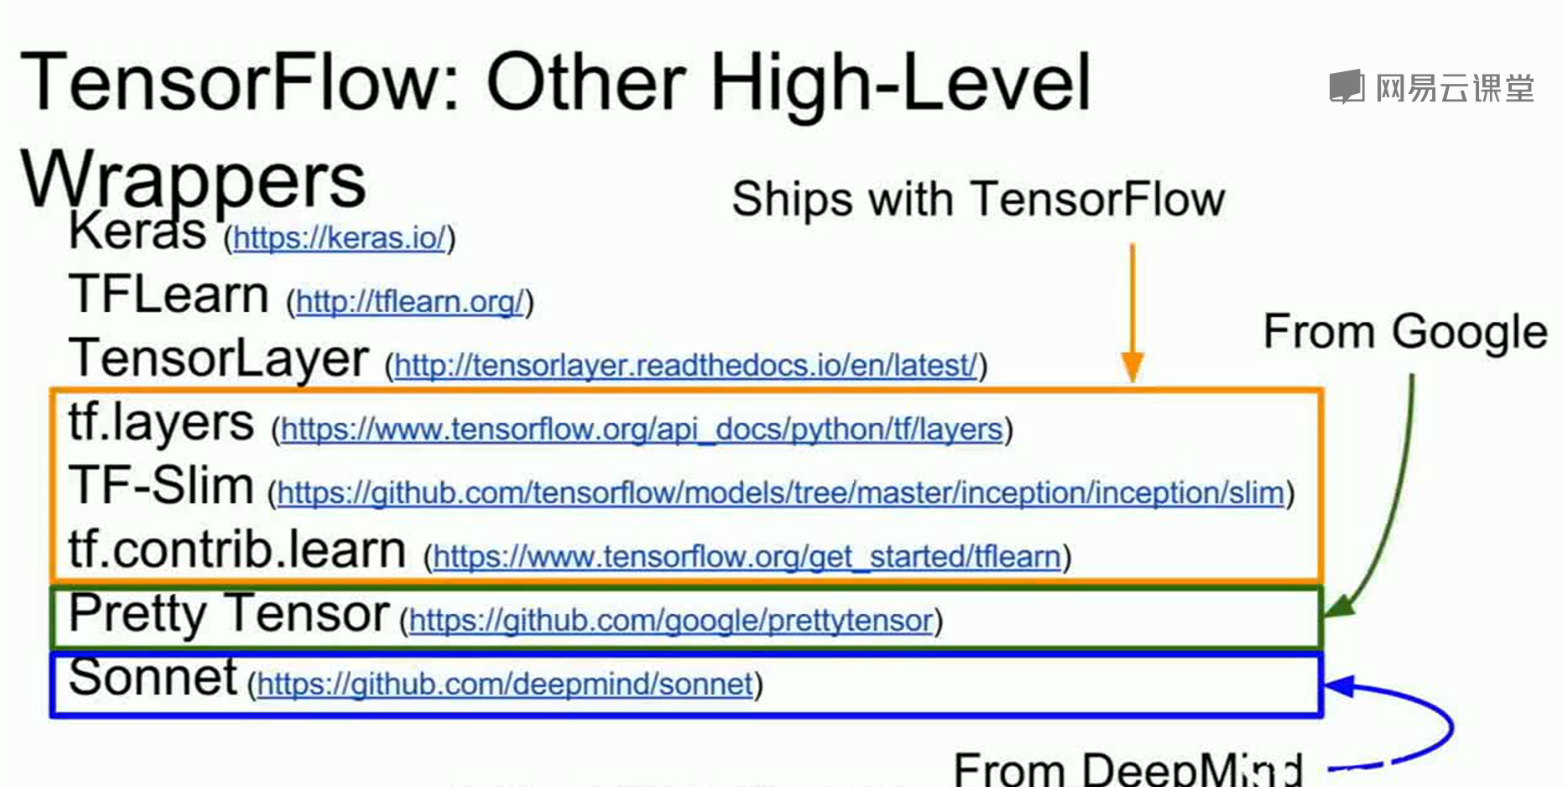 TensorFlow: Other High-Level
Wrappers
网易云课堂
Ships with TensorFlow
Keras (https://keras.io/)
TFLearn (http://tflearn.org/)
From Google
TensorLayer (http://tensorlayer.readthedocs.io/en/latest/)
tf.layers (https://www.tensorflow.org/api_docs/python/tf/layers)
TF-Slim (https://github.com/tensorflow/models/tree/master/inception/inception/slim)
tf.contrib.learn (https://www.tensorflow.org/get_started/tflearn)
Pretty Tensor (https://github.com/google/prettytensor)
Sonnet (https://github.com/deepmind/sonnet)
From DeepMind